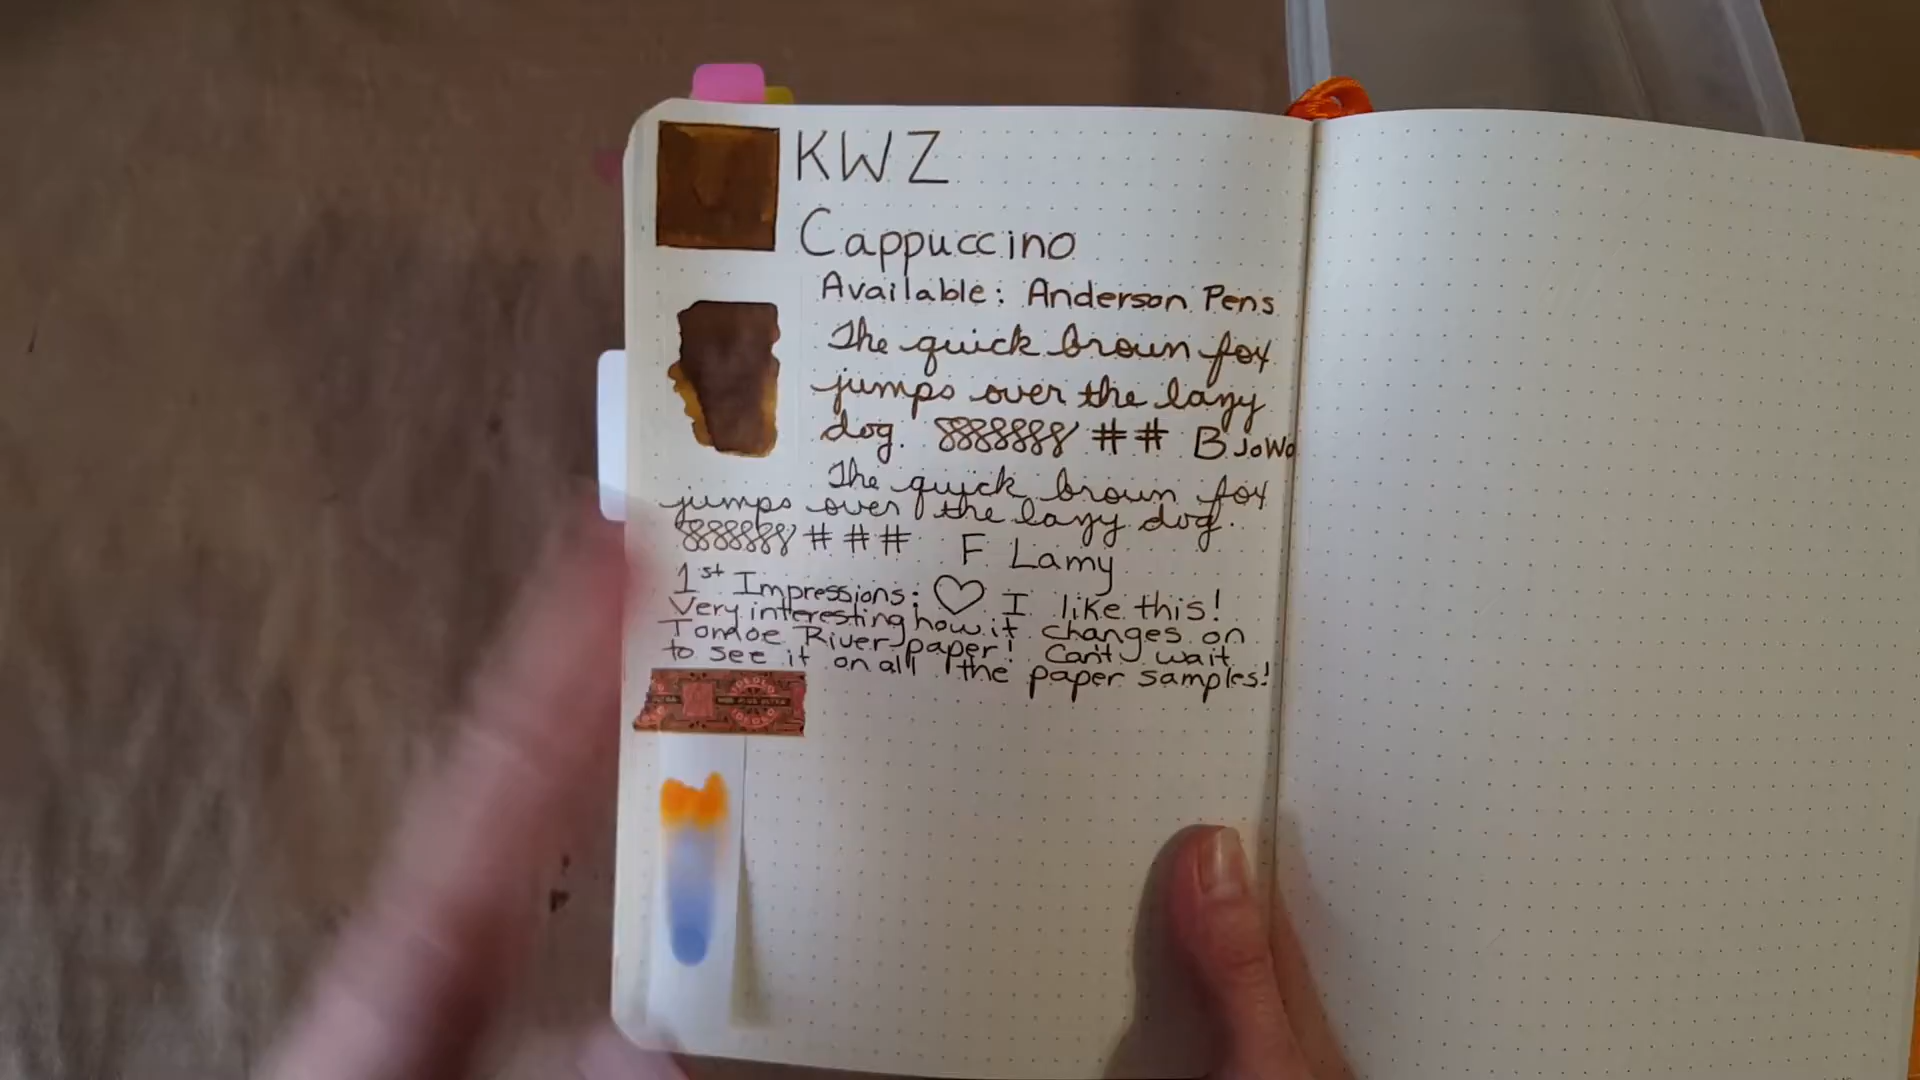 KWZ
Cappuccino
Available: Anderson Pens
The quick brown fox
jumps over the lazy
dog. 8888888 ## B JoWo
The quick brown fox
jumps over the lazy dog.
8888888 ### F Lamy
1st Impressions: ♡ I like this!
Very interesting how it changes on
Tomoe River paper! Can't wait
to see it on all the paper samples!